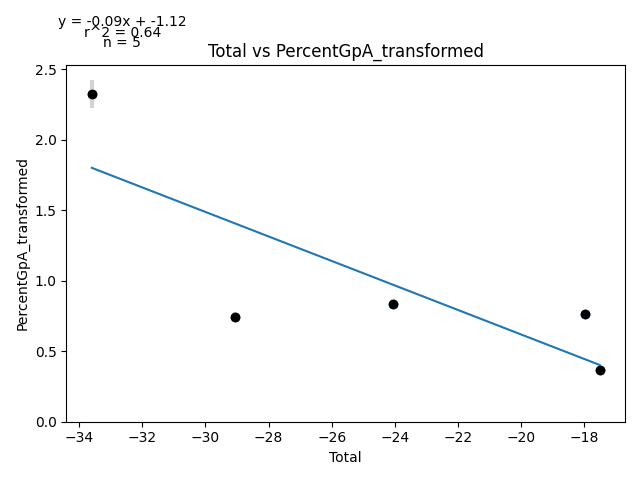 y = -0.09x + -1.12
r^2 = 0.64
n = 5
Total vs PercentGpA_transformed
2.5
2.0
1.5
1.0
0.5
0.0
PercentGpA_transformed
−34 −32 −30 −28 −26 −24 −22 −20 −18
Total